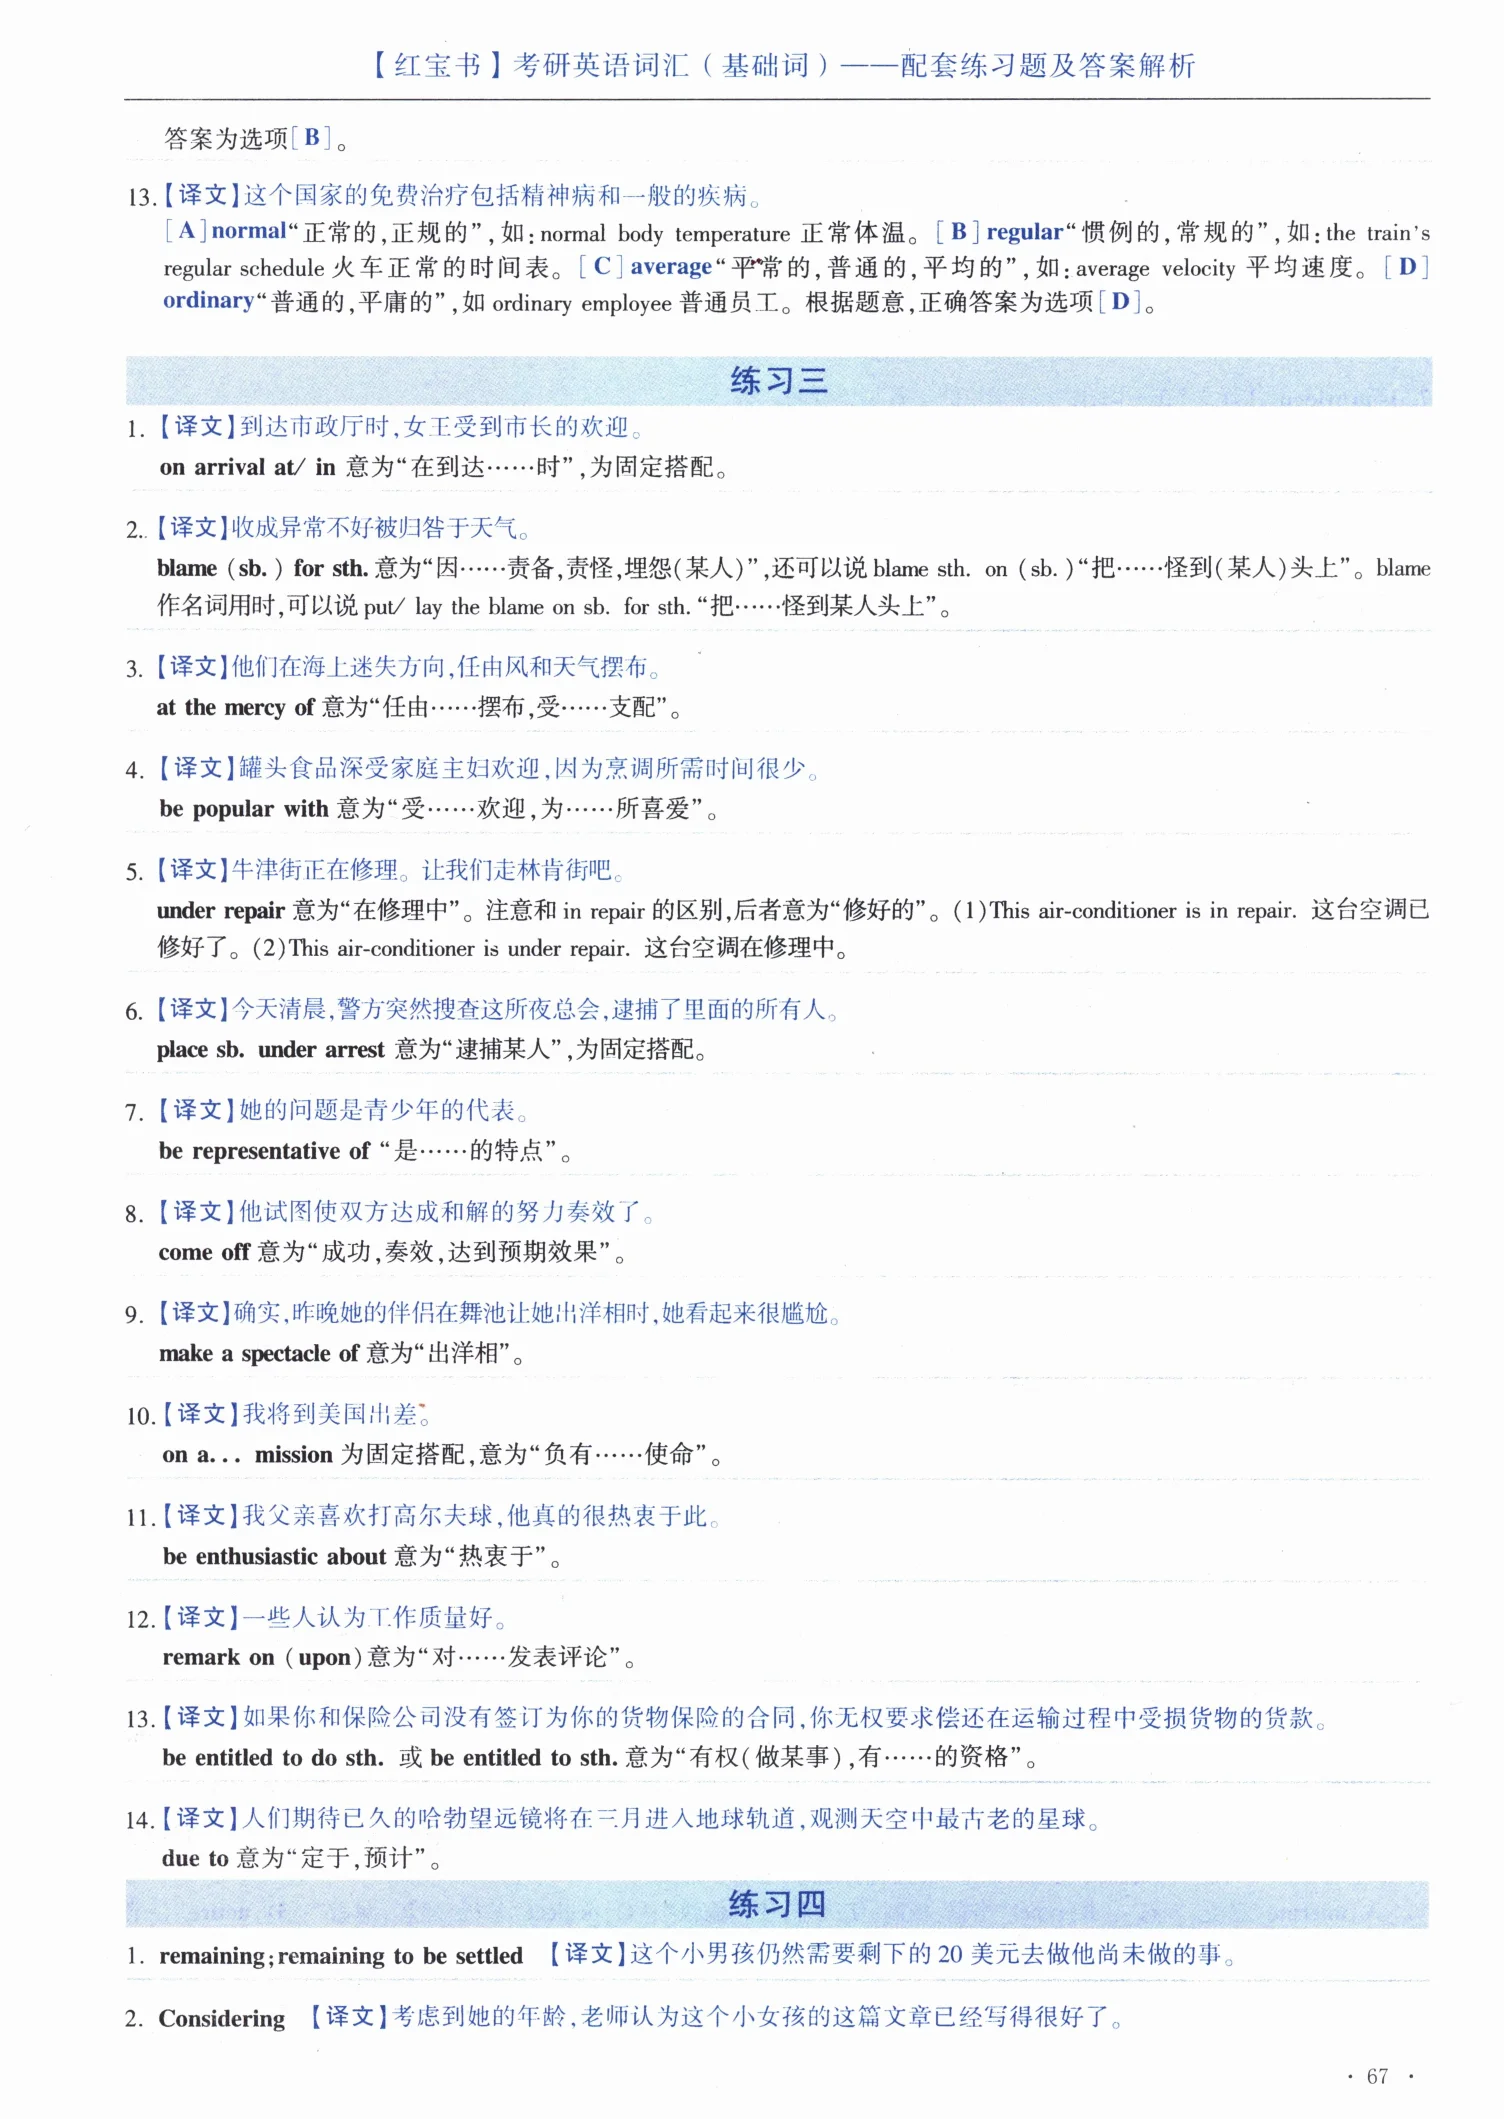 【红宝书】考研英语词汇(基础词)——配套练习题及答案解析
答案为选项[B]。
13.【译文】这个国家的免费治疗包括精神病和一般的疾病。
[A]normal“正常的,正规的”,如:normal body temperature 正常体温。[B]regular“惯例的,常规的”,如:the train's
regular schedule 火车正常的时间表。[C]average“平常的,普通的,平均的”,如:average velocity 平均速度。[D]
ordinary“普通的,平庸的”,如 ordinary employee 普通员工。根据题意,正确答案为选项[D]。
练习三
1.【译文】到达市政厅时,女王受到市长的欢迎。
on arrival at/ in 意为“在到达……时”,为固定搭配。
2.【译文】收成异常不好被归咎于天气。
blame (sb.) for sth. 意为“因……责备,责怪,埋怨(某人)”,还可以说 blame sth. on (sb.)“把……怪到(某人)头上”。blame
作名词用时,可以说 put/ lay the blame on sb. for sth. “把……怪到某人头上”。
3.【译文】他们在海上迷失方向,任由风和天气摆布。
at the mercy of 意为“任由……摆布,受……支配”。
4.【译文】罐头食品深受家庭主妇欢迎,因为烹调所需时间很少。
be popular with 意为“受……欢迎,为……所喜爱”。
5.【译文】牛津街正在修理。让我们走林肯街吧。
under repair 意为“在修理中”。注意和 in repair 的区别,后者意为“修好的”。(1)This air-conditioner is in repair. 这台空调已
修好了。(2)This air-conditioner is under repair. 这台空调在修理中。
6.【译文】今天清晨,警方突然搜查这所夜总会,逮捕了里面的所有人。
place sb. under arrest 意为“逮捕某人”,为固定搭配。
7.【译文】她的问题是青少年的代表。
be representative of “是……的特点”。
8.【译文】他试图使双方达成和解的努力奏效了。
come off 意为“成功,奏效,达到预期效果”。
9.【译文】确实,昨晚她的伴侣在舞池让她出洋相时,她看起来很尴尬。
make a spectacle of 意为“出洋相”。
10.【译文】我将到美国出差。
on a... mission 为固定搭配,意为“负有……使命”。
11.【译文】我父亲喜欢打高尔夫球,他真的很热衷于此。
be enthusiastic about 意为“热衷于”。
12.【译文】一些人认为工作质量好。
remark on (upon)意为“对……发表评论”。
13.【译文】如果你和保险公司没有签订为你的货物保险的合同,你无权要求偿还在运输过程中受损货物的货款。
be entitled to do sth. 或 be entitled to sth. 意为“有权(做某事),有……的资格”。
14.【译文】人们期待已久的哈勃望远镜将在三月进入地球轨道,观测天空中最古老的星球。
due to 意为“定于,预计”。
练习四
1. remaining;remaining to be settled 【译文】这个小男孩仍然需要剩下的 20 美元去做他尚未做的事。
2. Considering 【译文】考虑到她的年龄,老师认为这个小女孩的这篇文章已经写得很好了。
· 67 ·